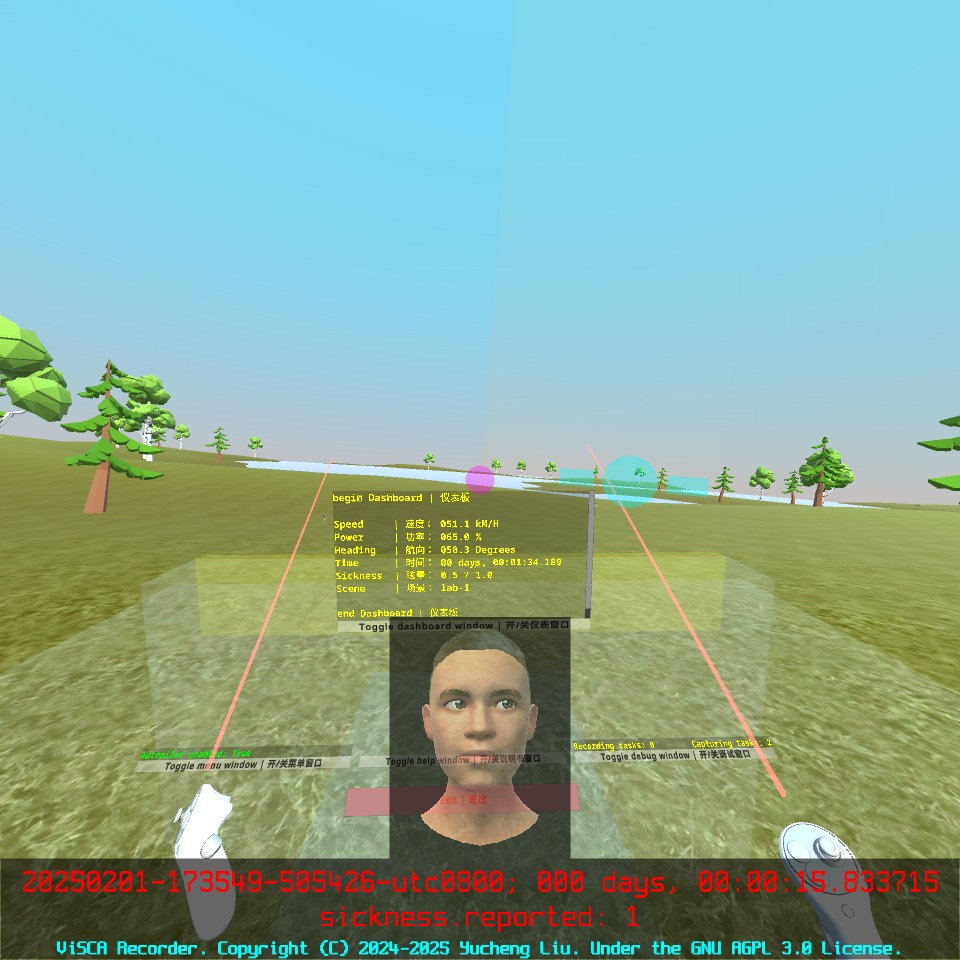 begin Dashboard | 仪表板
Speed | 速度: 051.1 kM/H
Power | 功率: 065.0 %
Heading | 航向: 050.3 Degrees
Time | 时间: 00 days, 00:01:34.189
Sickness | 眩晕: 0.5 / 1.0
Scene | 场景: lab-1
end Dashboard | 仪表板
Toggle dashboard window | 开/关仪表窗口
Autopilot enabled: True
Toggle menu window | 开/关菜单窗口
Toggle help window | 开/关说明书窗口
Recording tasks: 0 Capturing tasks: 2
Toggle debug window | 开/关调试窗口
Exit | 退出
20250201-173549-505426-utc0800; 000 days, 00:00:15.833715
sickness.reported: 1
ViSCA Recorder. Copyright (C) 2024-2025 Yucheng Liu. Under the GNU AGPL 3.0 License.